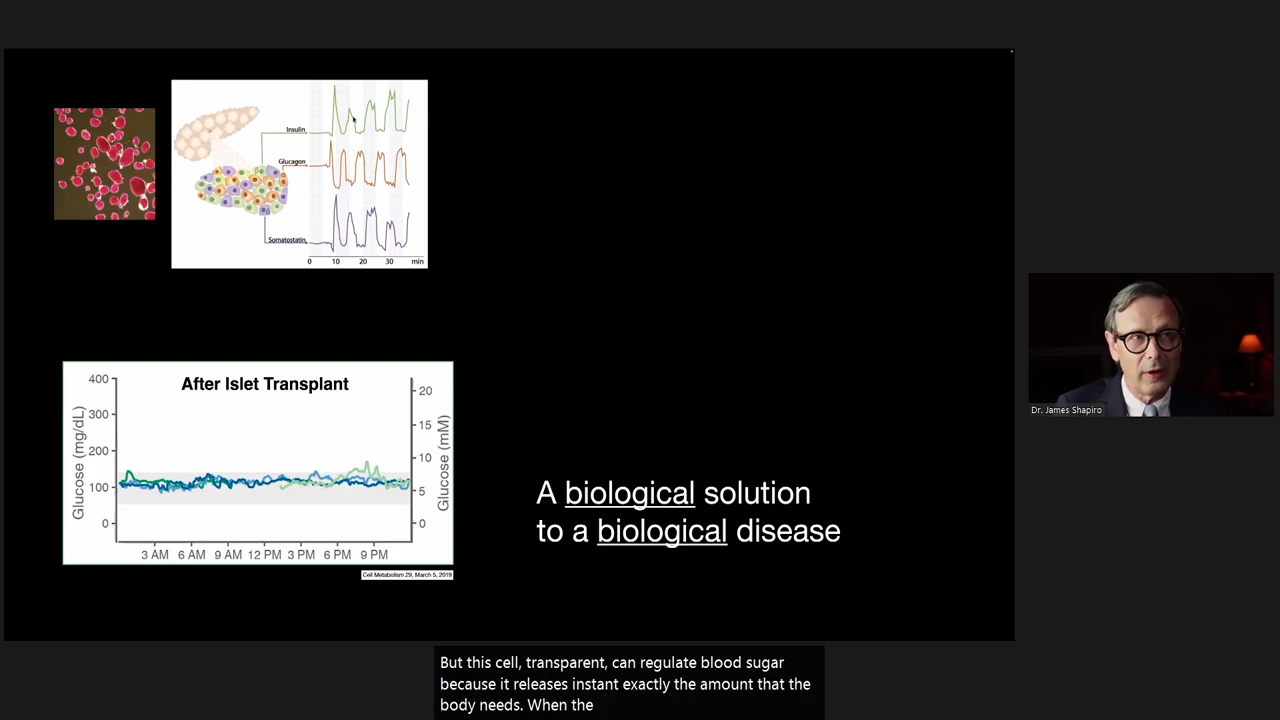 Insulin
Glucagon
Somatostatin
0 10 20 30 min
After Islet Transplant
Glucose (mg/dL)
400
300
200
100
0
20
15
10
5
0
Glucose (mM)
3 AM 6 AM 9 AM 12 PM 3 PM 6 PM 9 PM
Cell Metabolism 29, March 5, 2019
A biological solution
to a biological disease
Dr. James Shapiro
But this cell, transparent, can regulate blood sugar
because it releases instant exactly the amount that the
body needs. When the